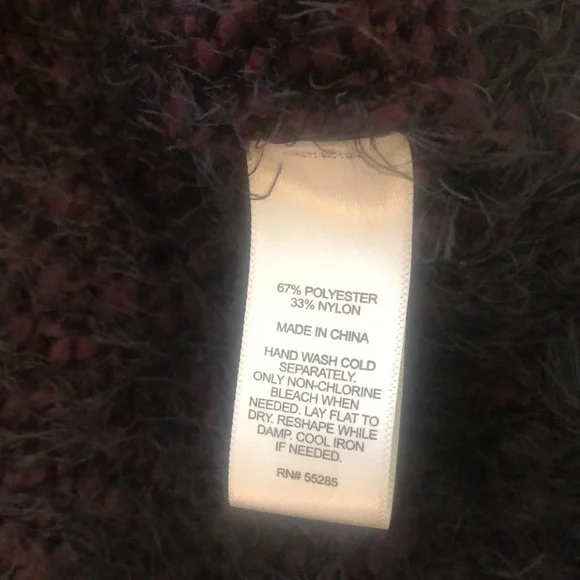 67% POLYESTER
33% NYLON
MADE IN CHINA
HAND WASH COLD
SEPARATELY.
ONLY NON-CHLORINE
BLEACH WHEN
NEEDED. LAY FLAT TO
DRY. RESHAPE WHILE
DAMP. COOL IRON
IF NEEDED.
RN# 55285